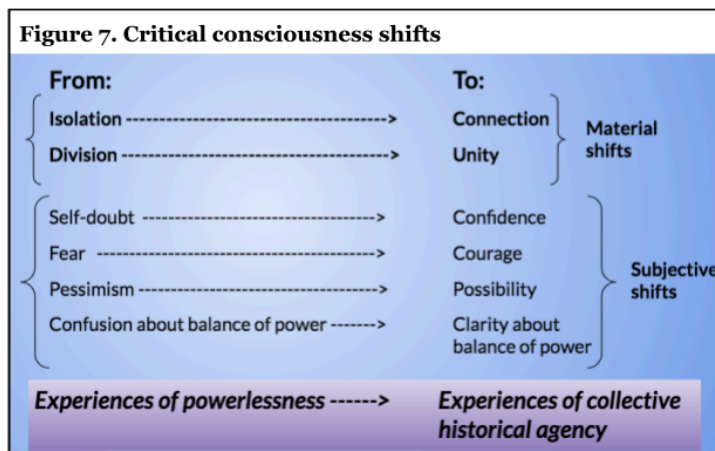 Figure 7. Critical consciousness shifts
From: To:
Isolation ------------------------------------> Connection
Division -------------------------------------> Unity
Material
shifts
Self-doubt ---------------------------------> Confidence
Fear ---------------------------------------> Courage
Pessimism ---------------------------------> Possibility
Confusion about balance of power -------> Clarity about
balance of power
Subjective
shifts
Experiences of powerlessness ------> Experiences of collective
historical agency